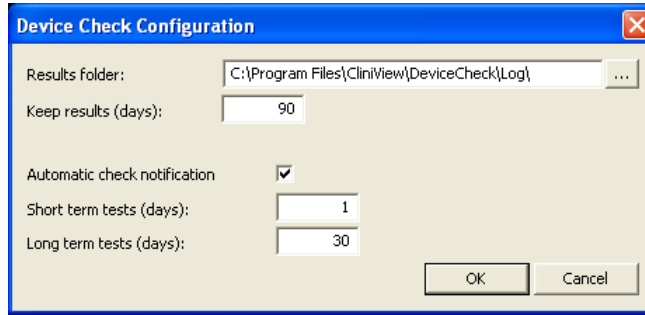 Device Check Configuration
Results folder: C:\Program Files\CliniView\DeviceCheck\Log\ ...
Keep results (days): 90
Automatic check notification
Short term tests (days): 1
Long term tests (days): 30
OK Cancel